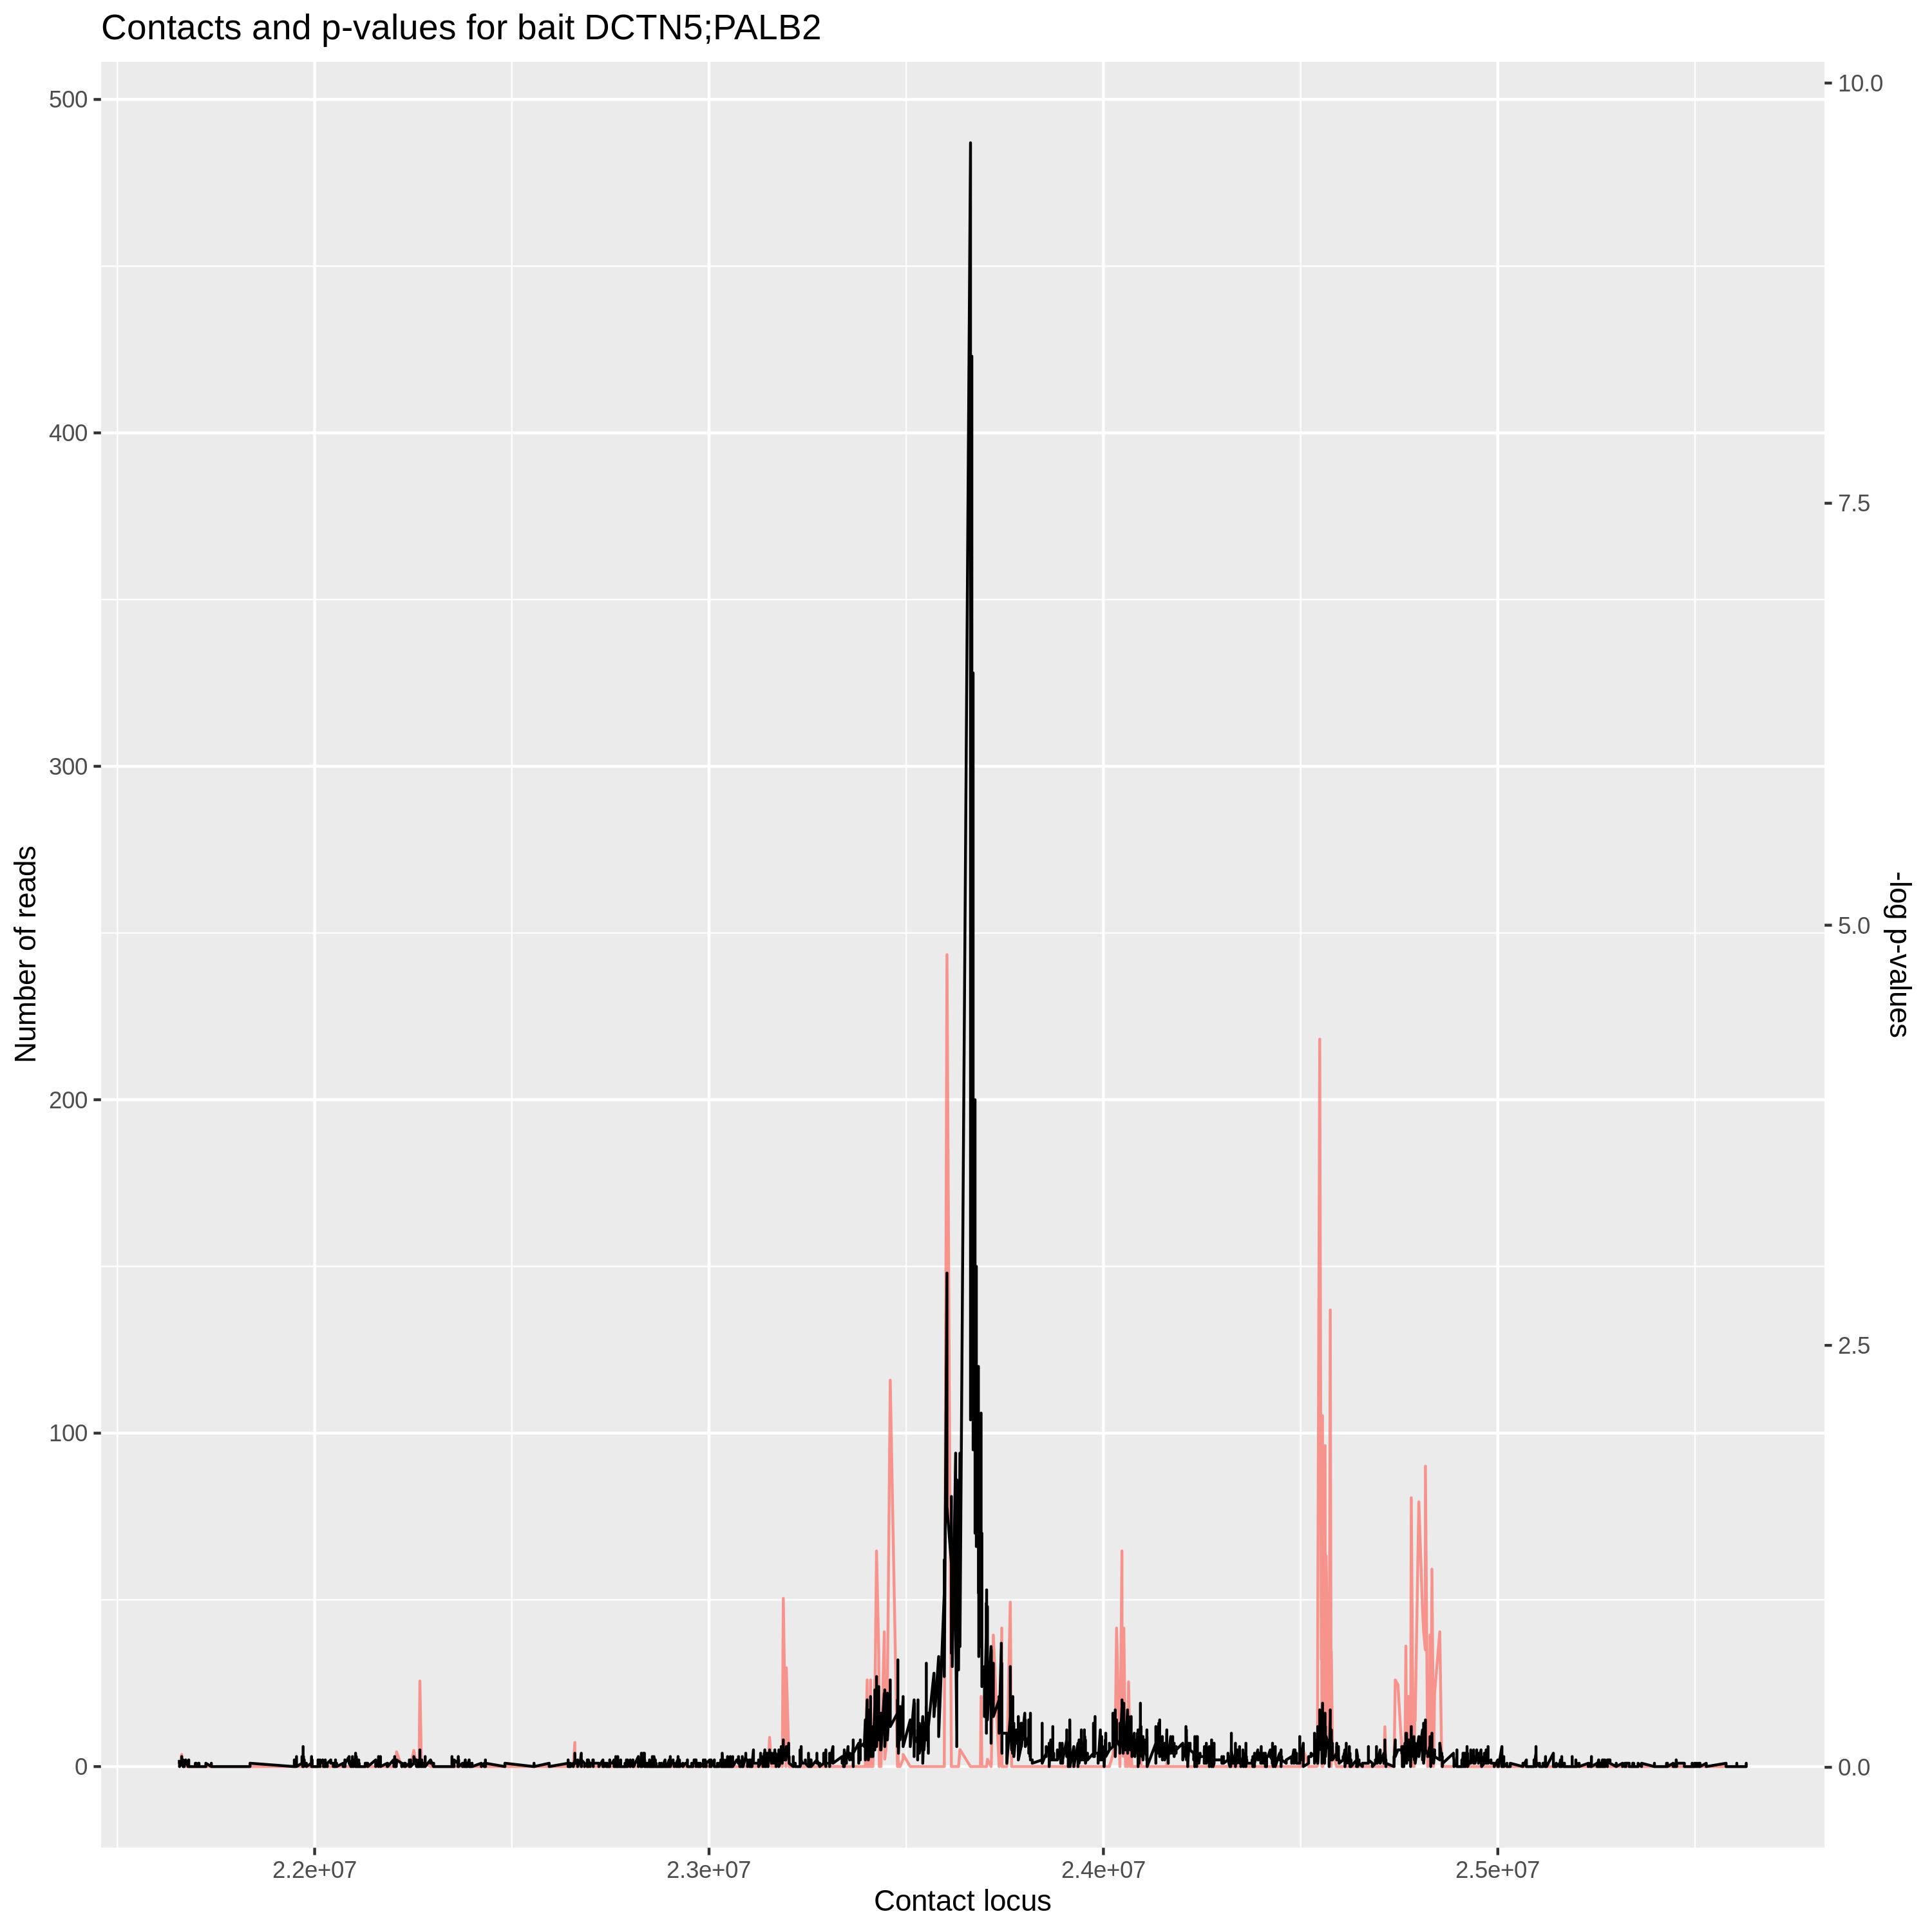 Contacts and p-values for bait DCTN5;PALB2
500
400
300
200
100
0
Number of reads
10.0
7.5
5.0
2.5
0.0
-log p-values
2.2e+07
2.3e+07
2.4e+07
2.5e+07
Contact locus